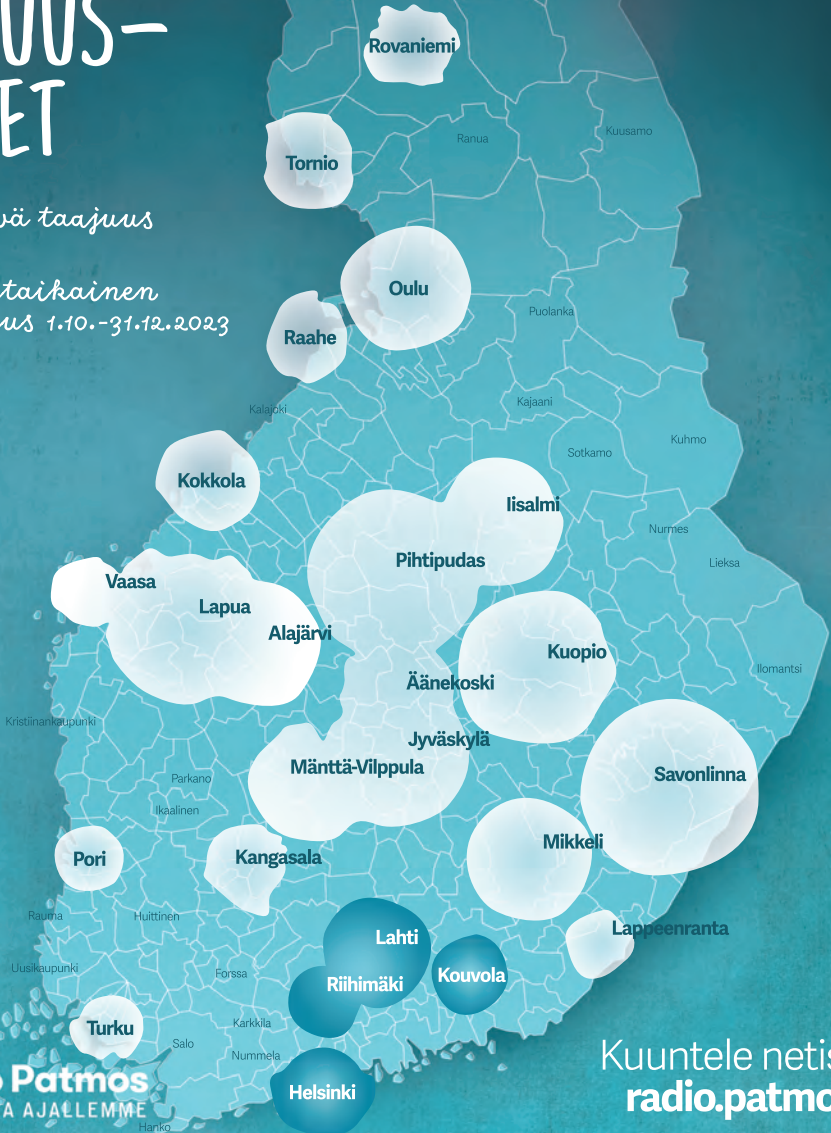 UUS–
ET
Rovaniemi
Ranua
Kuusamo
Tornio
vä taajuus
taikainen
us 1.10.-31.12.2023
Oulu
Raahe
Puolanka
Kalajoki
Kajaani
Kuhmo
Sotkamo
Kokkola
Iisalmi
Nurmes
Pihtipudas
Lieksa
Vaasa
Lapua
Alajärvi
Kuopio
Ilomantsi
Äänekoski
Kristiinankaupunki
Jyväskylä
Mänttä-Vilppula
Savonlinna
Parkano
Ikaalinen
Mikkeli
Pori
Kangasala
Rauma
Huittinen
Lahti
Lappeenranta
Uusikaupunki
Forssa
Riihimäki
Kouvola
Turku
Karkkila
Salo
Nummela
Helsinki
Hanko
o Patmos
TA AJALLEMME
Kuuntele netis
radio.patmo